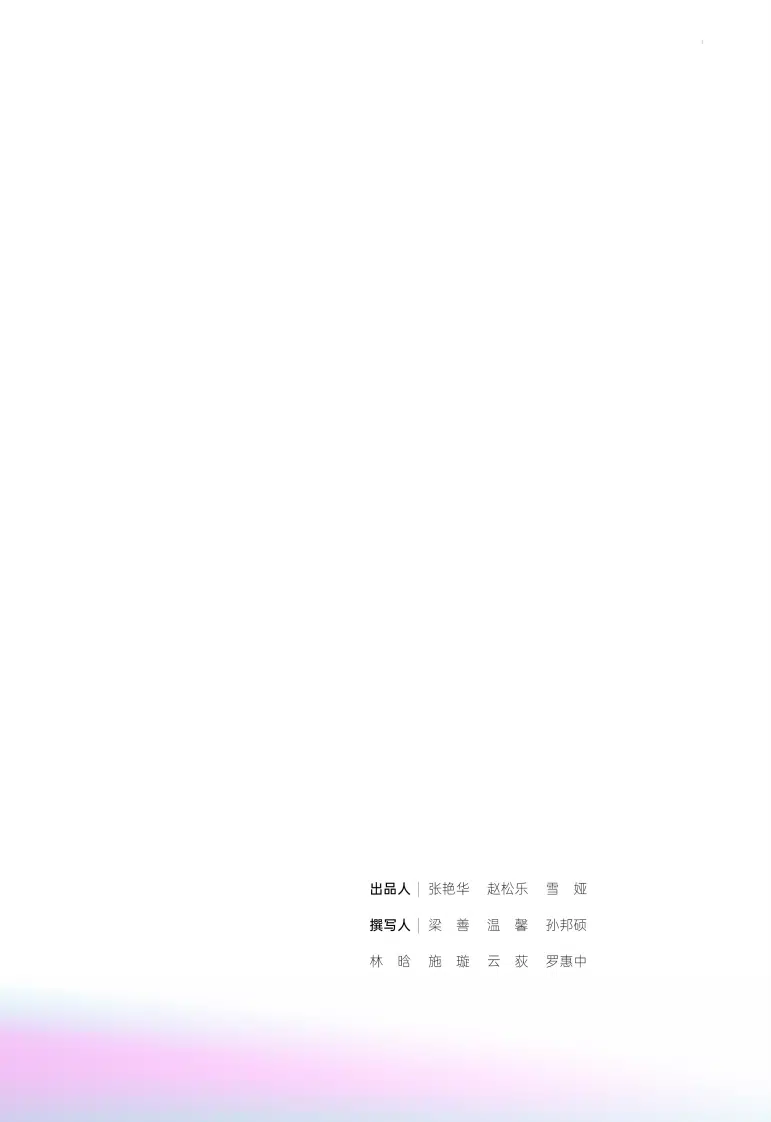 出品人 | 张艳华 赵松乐 雪 娅
撰写人 | 梁 善 温 馨 孙邦硕
林 晗 施 璇 云 荻 罗惠中